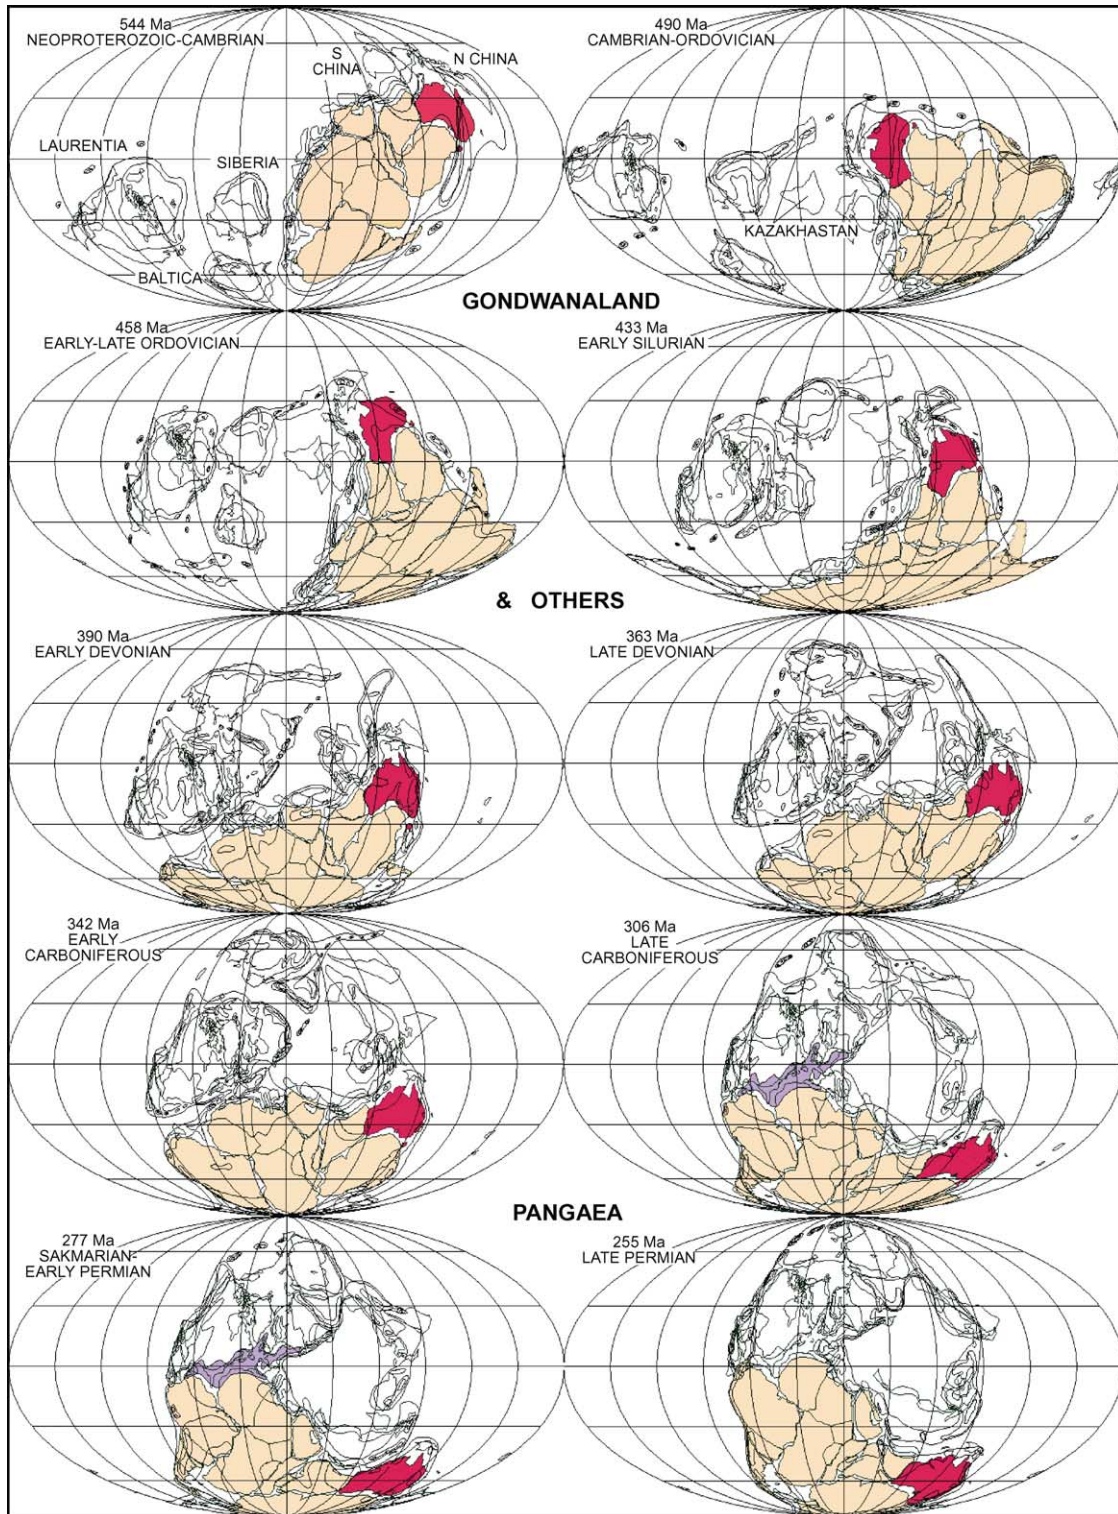 544 Ma
NEOPROTEROZOIC-CAMBRIAN
S
CHINA
N CHINA
LAURENTIA
SIBERIA
BALTICA
490 Ma
CAMBRIAN-ORDOVICIAN
KAZAKHASTAN
GONDWANALAND
458 Ma
EARLY-LATE ORDOVICIAN
433 Ma
EARLY SILURIAN
& OTHERS
390 Ma
EARLY DEVONIAN
363 Ma
LATE DEVONIAN
342 Ma
EARLY
CARBONIFEROUS
306 Ma
LATE
CARBONIFEROUS
PANGAEA
277 Ma
SAKMARIAN-
EARLY PERMIAN
255 Ma
LATE PERMIAN